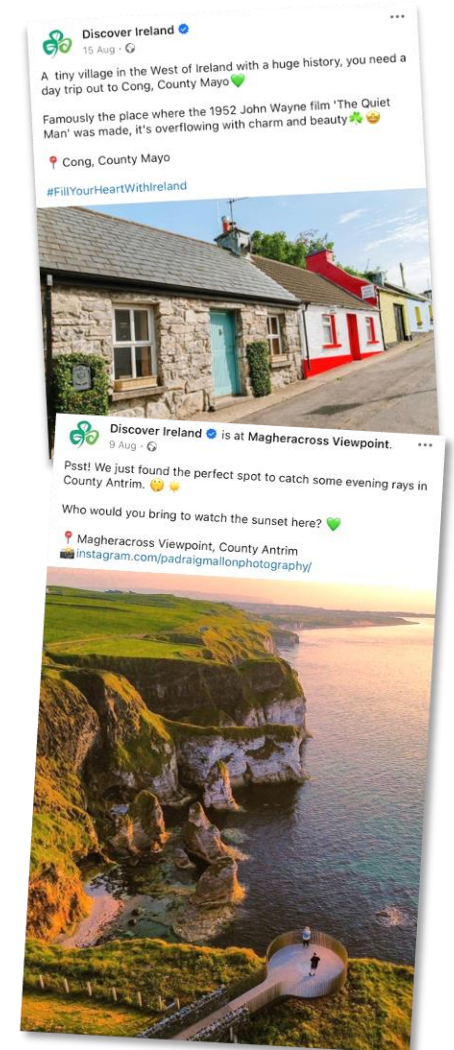 Discover Ireland
15 Aug ·
A tiny village in the West of Ireland with a huge history, you need a
day trip out to Cong, County Mayo💚
Famously the place where the 1952 John Wayne film 'The Quiet
Man' was made, it's overflowing with charm and beauty☘️🤩
📍Cong, County Mayo
#FillYourHeartWithIreland
Discover Ireland is at Magheracross Viewpoint.
9 Aug ·
Psst! We just found the perfect spot to catch some evening rays in
County Antrim. 🤫☀️
Who would you bring to watch the sunset here? 💚
📍Magheracross Viewpoint, County Antrim
📸instagram.com/padraigmallonphotography/